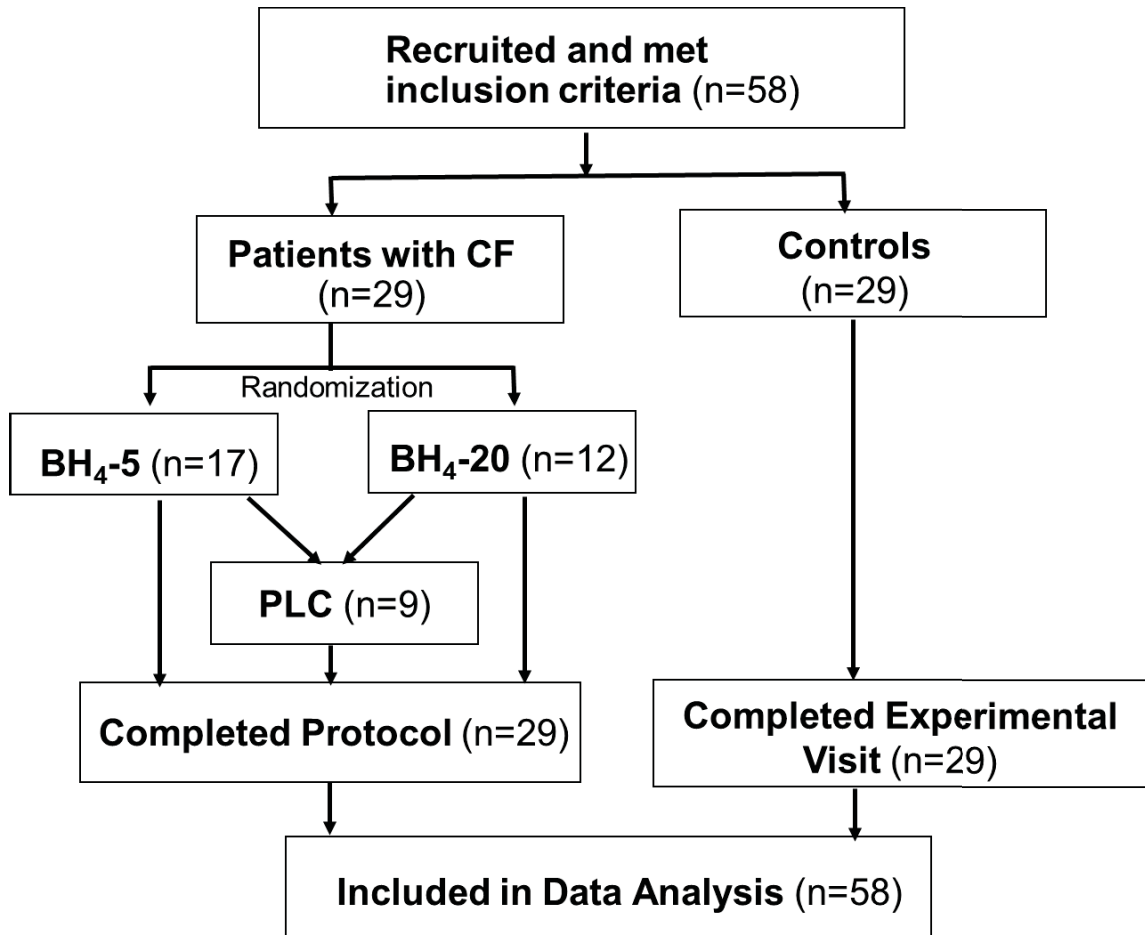 Recruited and met
inclusion criteria (n=58)
Patients with CF
(n=29)
Controls
(n=29)
Randomization
BH₄-5 (n=17)
BH₄-20 (n=12)
PLC (n=9)
Completed Protocol (n=29)
Completed Experimental
Visit (n=29)
Included in Data Analysis (n=58)